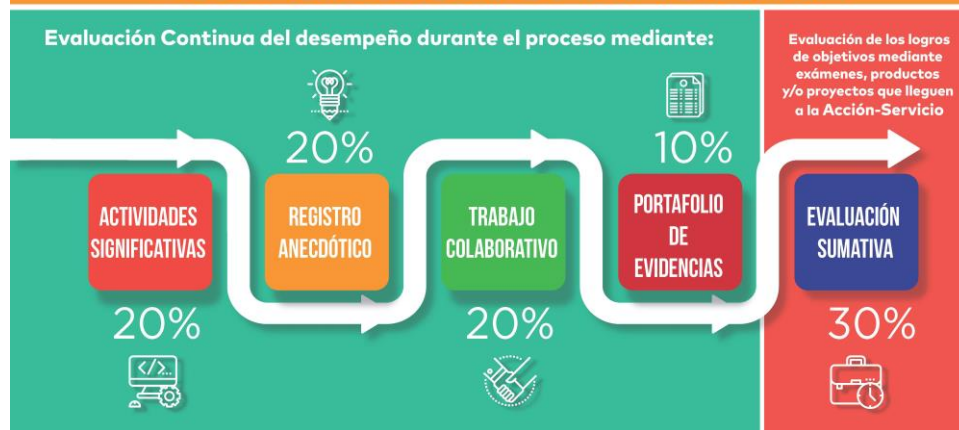 Evaluación Continua del desempeño durante el proceso mediante:
20%
10%
ACTIVIDADES
SIGNIFICATIVAS
REGISTRO
ANECDÓTICO
TRABAJO
COLABORATIVO
PORTAFOLIO
DE
EVIDENCIAS
20%
20%
</>...
Evaluación de los logros
de objetivos mediante
exámenes, productos
y/o proyectos que lleguen
a la Acción-Servicio
EVALUACIÓN
SUMATIVA
30%